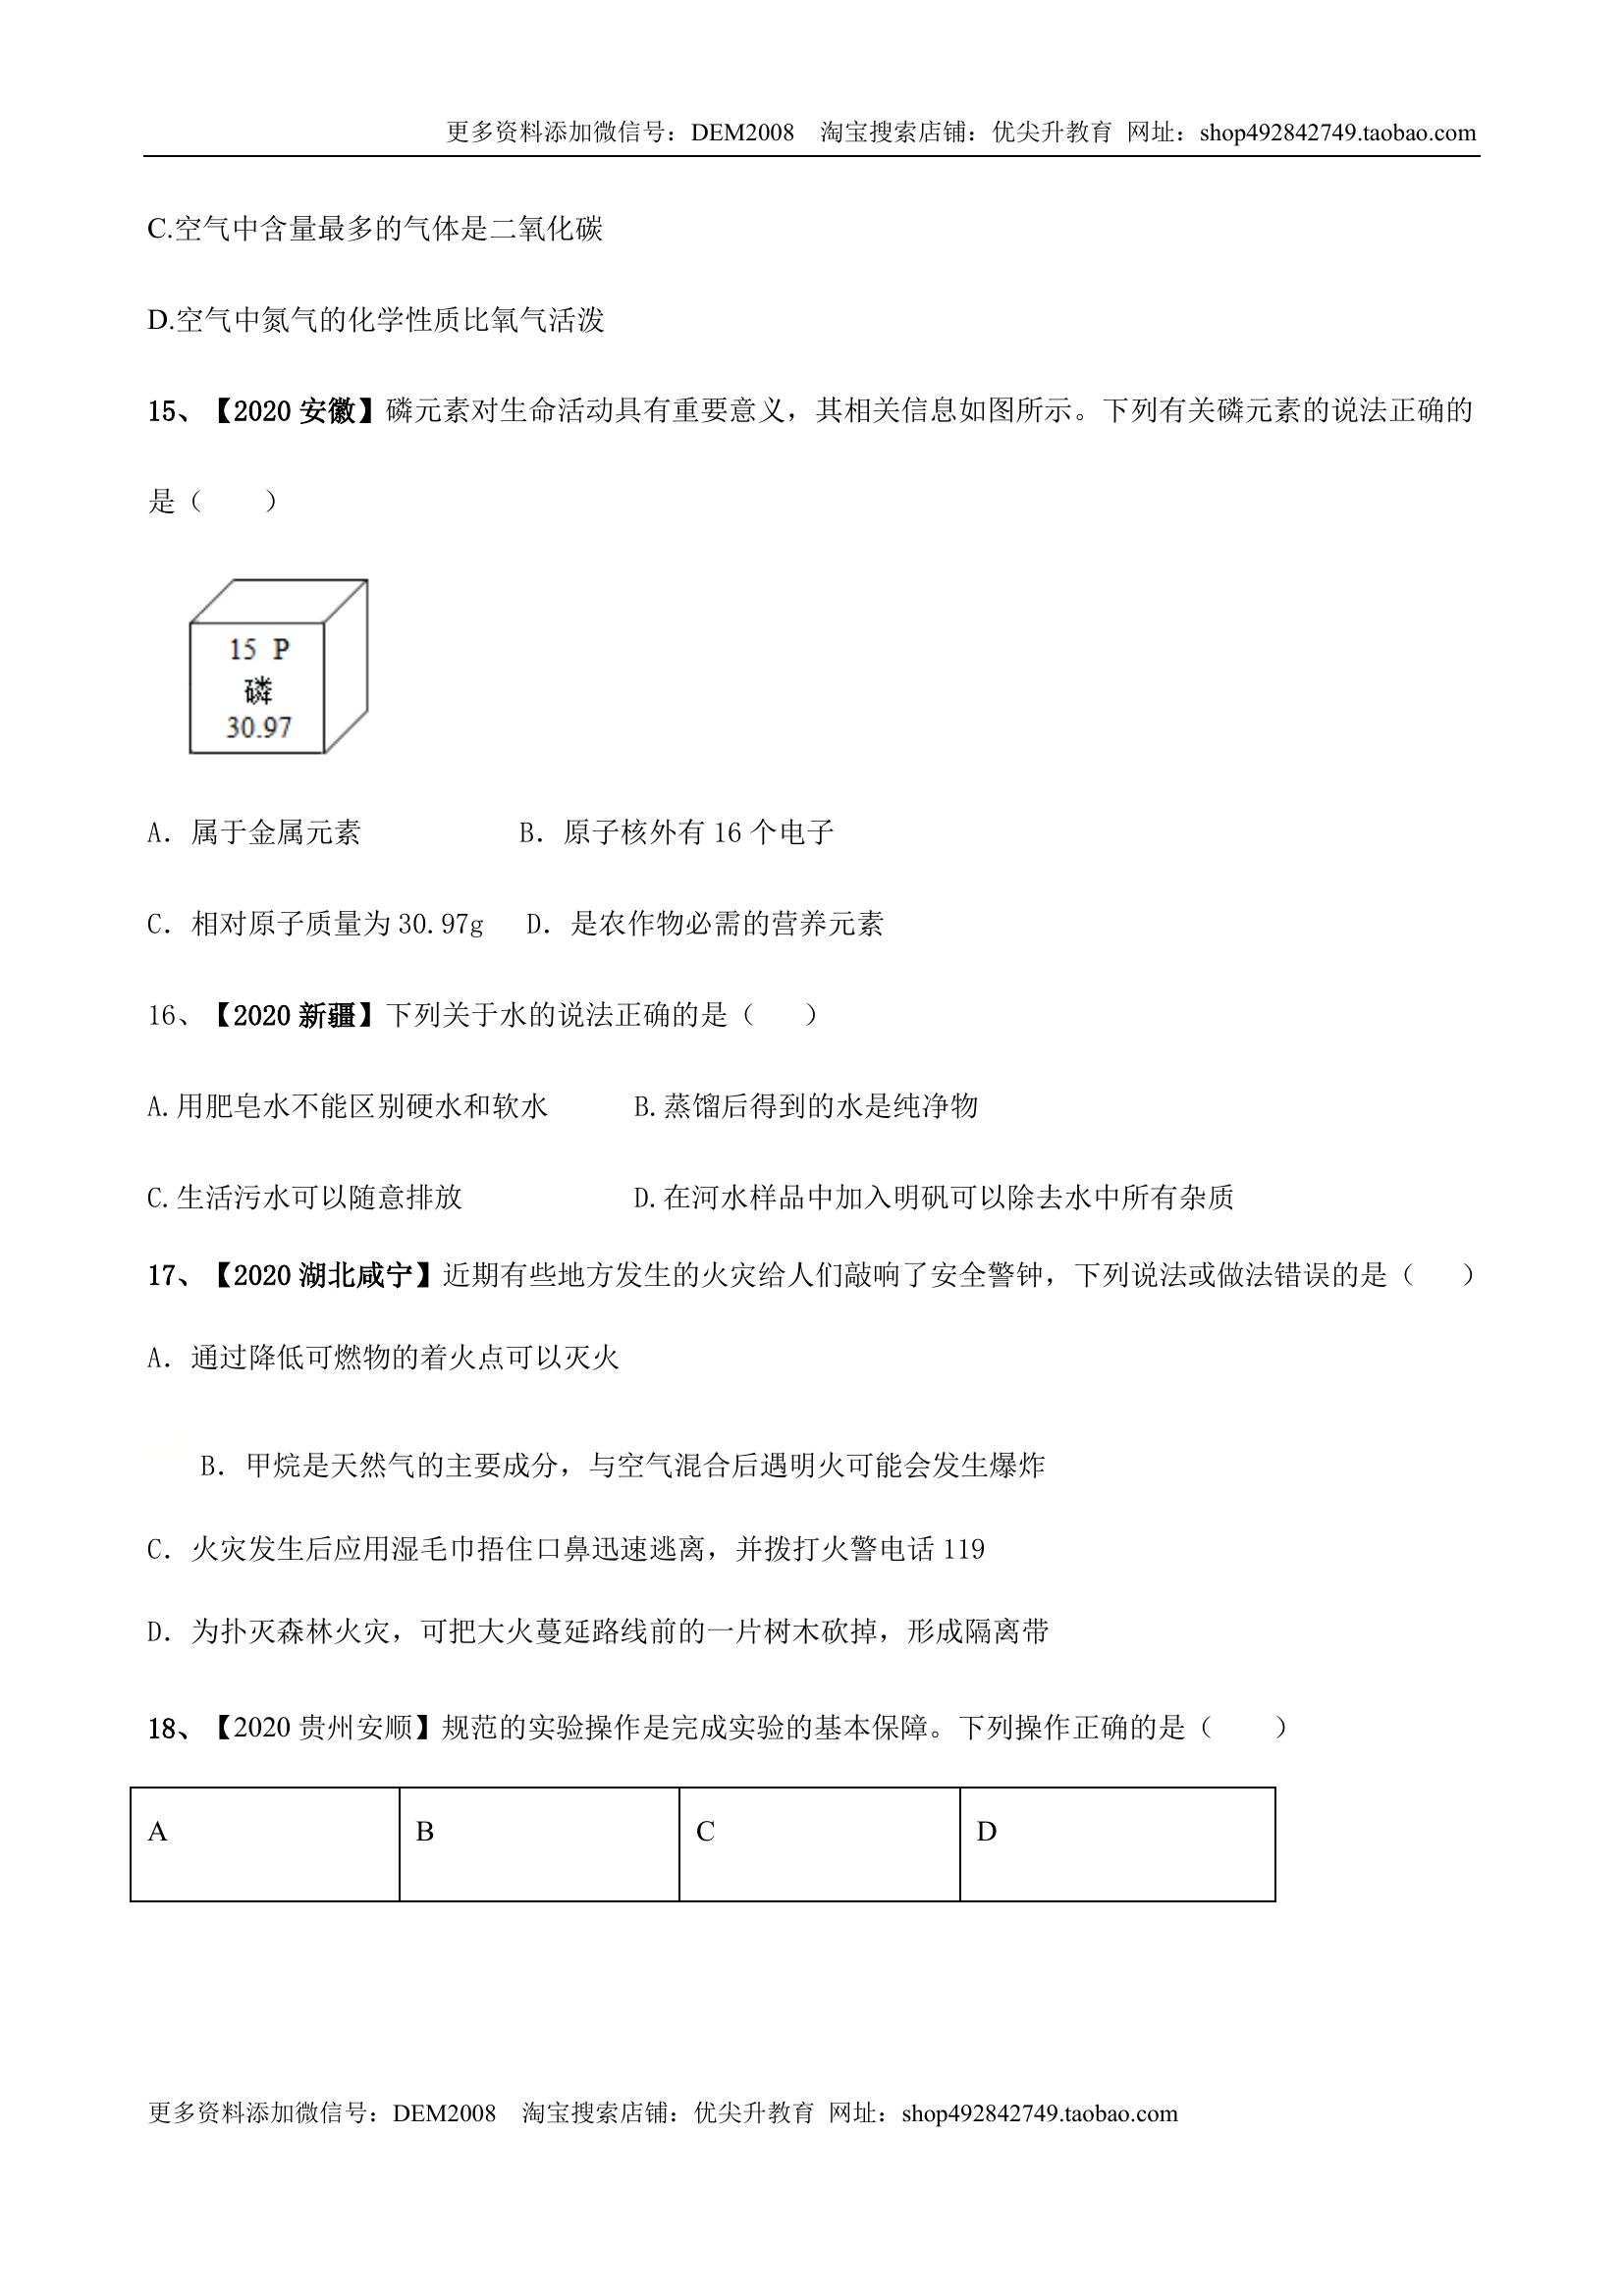 更多资料添加微信号：DEM2008 淘宝搜索店铺：优尖升教育 网址：shop492842749.taobao.com
C.空气中含量最多的气体是二氧化碳
D.空气中氮气的化学性质比氧气活泼
15、【2020 安徽】磷元素对生命活动具有重要意义，其相关信息如图所示。下列有关磷元素的说法正确的
是（ ）
15 P
磷
30.97
A．属于金属元素 B．原子核外有 16 个电子
C．相对原子质量为 30.97g D．是农作物必需的营养元素
16、【2020 新疆】下列关于水的说法正确的是（ ）
A.用肥皂水不能区别硬水和软水 B.蒸馏后得到的水是纯净物
C.生活污水可以随意排放 D.在河水样品中加入明矾可以除去水中所有杂质
17、【2020 湖北咸宁】近期有些地方发生的火灾给人们敲响了安全警钟，下列说法或做法错误的是（ ）
A．通过降低可燃物的着火点可以灭火
B．甲烷是天然气的主要成分，与空气混合后遇明火可能会发生爆炸
C．火灾发生后应用湿毛巾捂住口鼻迅速逃离，并拨打火警电话 119
D．为扑灭森林火灾，可把大火蔓延路线前的一片树木砍掉，形成隔离带
18、【2020 贵州安顺】规范的实验操作是完成实验的基本保障。下列操作正确的是（ ）
A B C D
更多资料添加微信号：DEM2008 淘宝搜索店铺：优尖升教育 网址：shop492842749.taobao.com